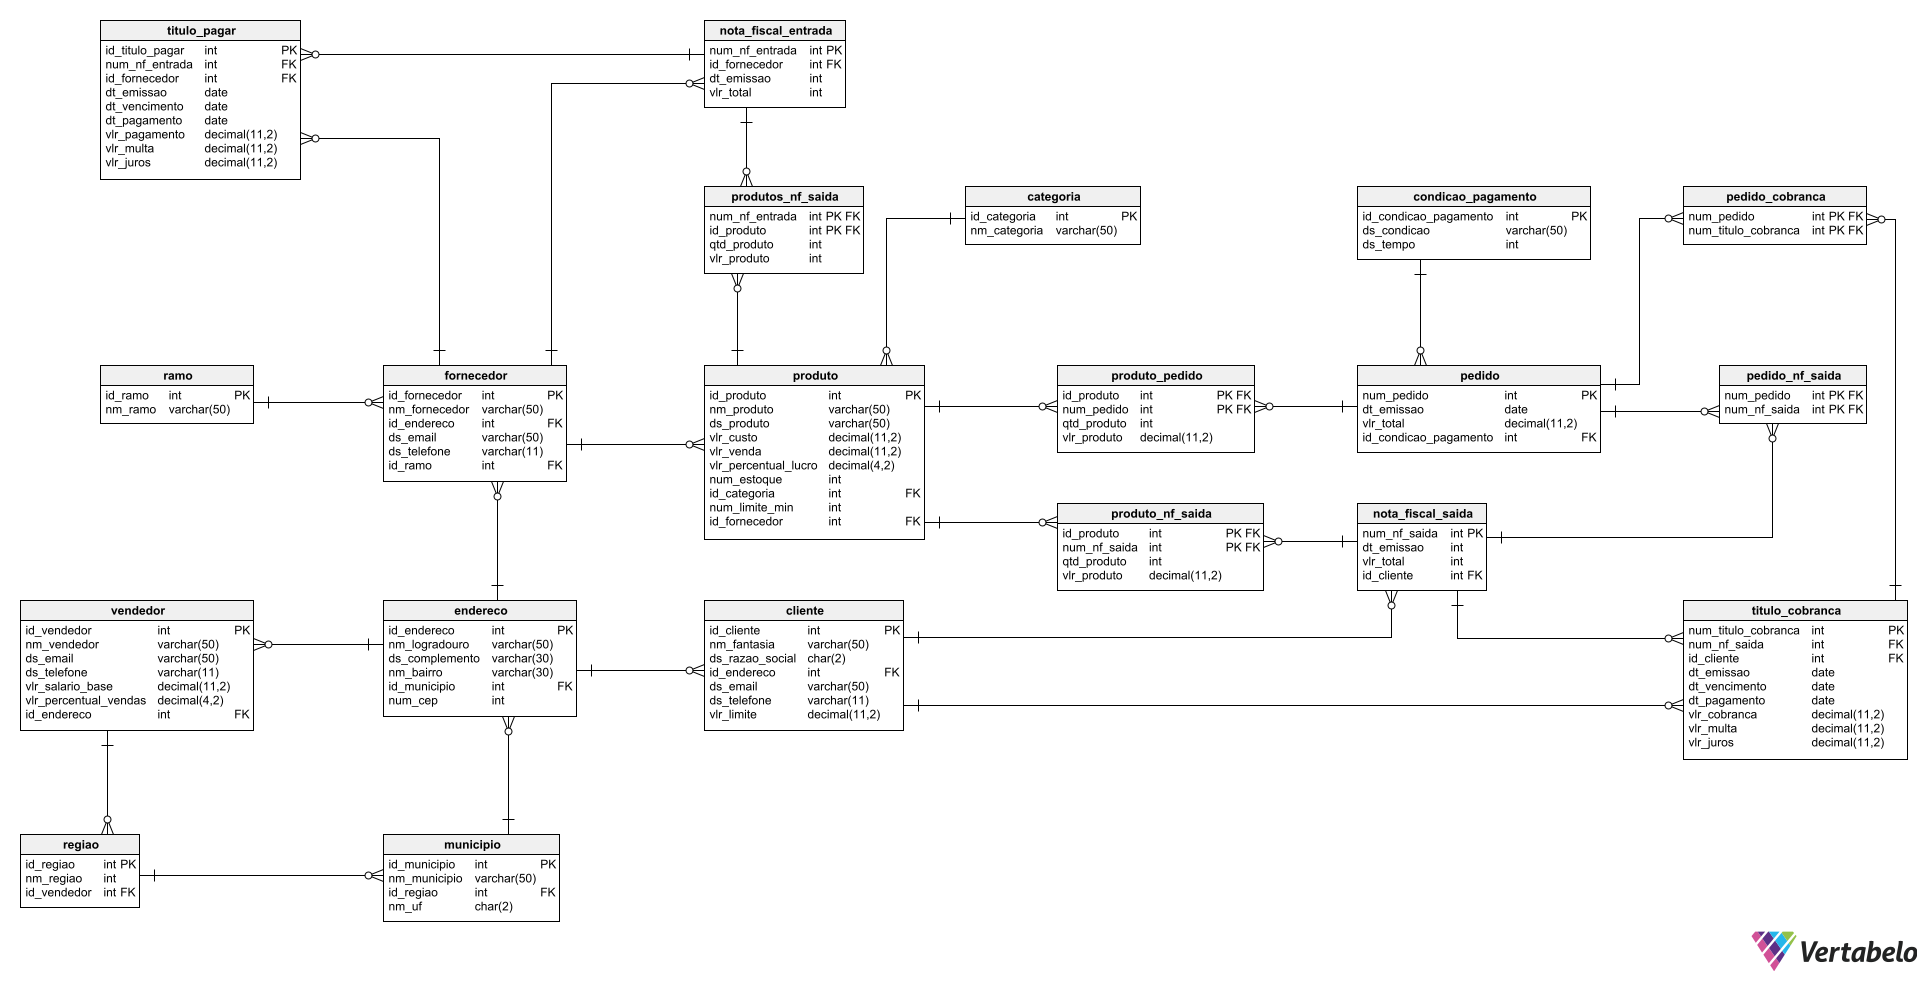 titulo_pagar
id_titulo_pagar int PK
num_nf_entrada int FK
id_fornecedor int FK
dt_emissao date
dt_vencimento date
dt_pagamento date
vlr_pagamento decimal(11,2)
vlr_multa decimal(11,2)
vlr_juros decimal(11,2)
nota_fiscal_entrada
num_nf_entrada int PK
id_fornecedor int FK
dt_emissao int
vlr_total int
produtos_nf_saida
num_nf_entrada int PK FK
id_produto int PK FK
qtd_produto int
vlr_produto int
categoria
id_categoria int PK
nm_categoria varchar(50)
condicao_pagamento
id_condicao_pagamento int PK
ds_condicao varchar(50)
ds_tempo int
pedido_cobranca
num_pedido int PK FK
num_titulo_cobranca int PK FK
ramo
id_ramo int PK
nm_ramo varchar(50)
fornecedor
id_fornecedor int PK
nm_fornecedor varchar(50)
id_endereco int FK
ds_email varchar(50)
ds_telefone varchar(11)
id_ramo int FK
produto
id_produto int PK
nm_produto varchar(50)
ds_produto varchar(50)
vlr_custo decimal(11,2)
vlr_venda decimal(11,2)
vlr_percentual_lucro decimal(4,2)
num_estoque int
id_categoria int FK
num_limite_min int
id_fornecedor int FK
produto_pedido
id_produto int PK FK
num_pedido int PK FK
qtd_produto int
vlr_produto decimal(11,2)
pedido
num_pedido int PK
dt_emissao date
vlr_total decimal(11,2)
id_condicao_pagamento int FK
pedido_nf_saida
num_pedido int PK FK
num_nf_saida int PK FK
produto_nf_saida
id_produto int PK FK
num_nf_saida int PK FK
qtd_produto int
vlr_produto decimal(11,2)
nota_fiscal_saida
num_nf_saida int PK
dt_emissao int
vlr_total int
id_cliente int FK
vendedor
id_vendedor int PK
nm_vendedor varchar(50)
ds_email varchar(50)
ds_telefone varchar(11)
vlr_salario_base decimal(11,2)
vlr_percentual_vendas decimal(4,2)
id_endereco int FK
endereco
id_endereco int PK
nm_logradouro varchar(50)
ds_complemento varchar(30)
nm_bairro varchar(30)
id_municipio int FK
num_cep int
cliente
id_cliente int PK
nm_fantasia varchar(50)
ds_razao_social char(2)
id_endereco int FK
ds_email varchar(50)
ds_telefone varchar(11)
vlr_limite decimal(11,2)
titulo_cobranca
num_titulo_cobranca int PK
num_nf_saida int FK
id_cliente int FK
dt_emissao date
dt_vencimento date
dt_pagamento date
vlr_cobranca decimal(11,2)
vlr_multa decimal(11,2)
vlr_juros decimal(11,2)
regiao
id_regiao int PK
nm_regiao int
id_vendedor int FK
municipio
id_municipio int PK
nm_municipio varchar(50)
id_regiao int FK
nm_uf char(2)
Vertabelo